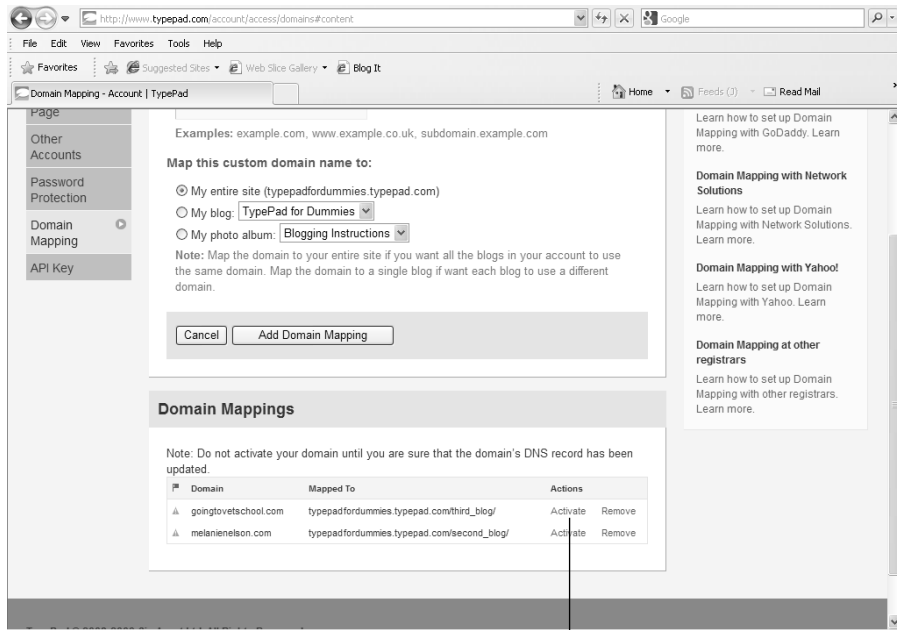 http://www.typepad.com/account/access/domains#content
Google
File Edit View Favorites Tools Help
Favorites Suggested Sites Web Slice Gallery Blog It
Domain Mapping - Account | TypePad
Home Feeds (J) Read Mail
Page
Other
Accounts
Password
Protection
Domain
Mapping
API Key
Examples: example.com, www.example.co.uk, subdomain.example.com
Map this custom domain name to:
My entire site (typepadfordummies.typepad.com)
My blog: TypePad for Dummies
My photo album: Blogging Instructions
Note: Map the domain to your entire site if you want all the blogs in your account to use
the same domain. Map the domain to a single blog if want each blog to use a different
domain.
Cancel Add Domain Mapping
Domain Mappings
Note: Do not activate your domain until you are sure that the domain's DNS record has been
updated.
Domain Mapped To Actions
goingtovetschool.com typepadfordummies.typepad.com/third_blog/ Activate Remove
melanienelson.com typepadfordummies.typepad.com/second_blog/ Activate Remove
Learn how to set up Domain
Mapping with GoDaddy. Learn
more.
Domain Mapping with Network
Solutions
Learn how to set up Domain
Mapping with Network Solutions.
Learn more.
Domain Mapping with Yahoo!
Learn how to set up Domain
Mapping with Yahoo. Learn
more.
Domain Mapping at other
registrars
Learn how to set up Domain
Mapping with other registrars.
Learn more.